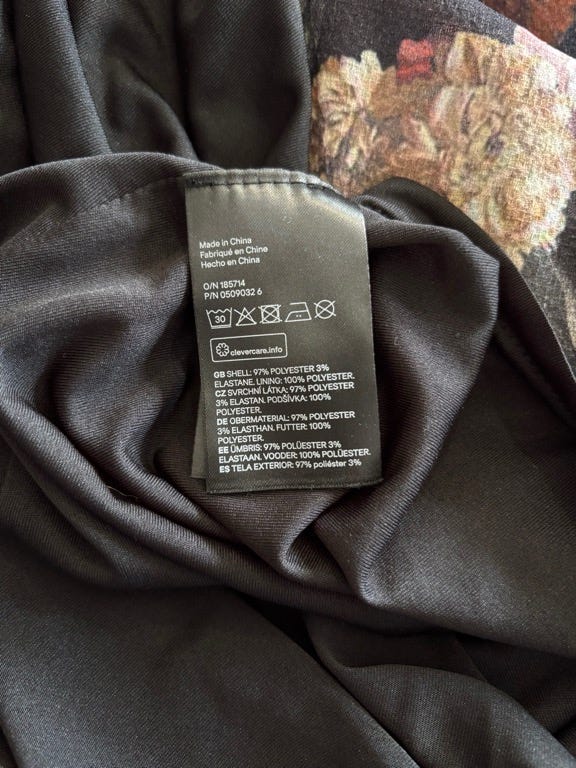 Made in China
Fabriqué en Chine
Hecho en China
O/N 185714
P/N 0509032 6
30
clevercare.info
GB SHELL: 97% POLYESTER 3%
ELASTANE. LINING: 100% POLYESTER.
CZ SVRCHNÍ LÁTKA: 97% POLYESTER
3% ELASTAN. PODŠÍVKA: 100%
POLYESTER.
DE OBERMATERIAL: 97% POLYESTER
3% ELASTHAN. FUTTER: 100%
POLYESTER.
EE ÜMBRIS: 97% POLÜESTER 3%
ELASTAAN. VOODER: 100% POLÜESTER.
ES TELA EXTERIOR: 97% poliéster 3%